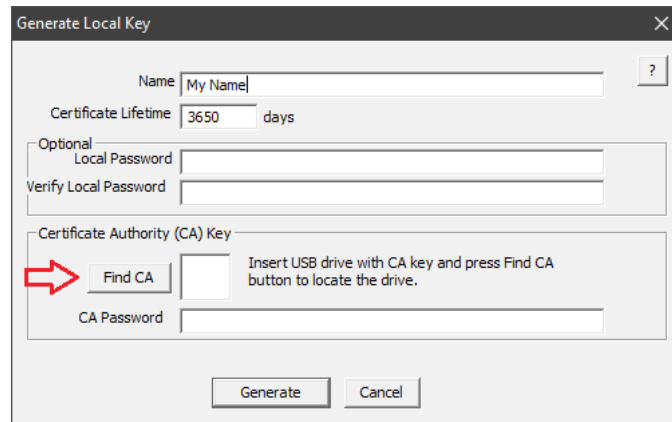 Generate Local Key
?
Name My Name
Certificate Lifetime 3650 days
Optional
Local Password
Verify Local Password
Certificate Authority (CA) Key
Find CA
Insert USB drive with CA key and press Find CA
button to locate the drive.
CA Password
Generate Cancel